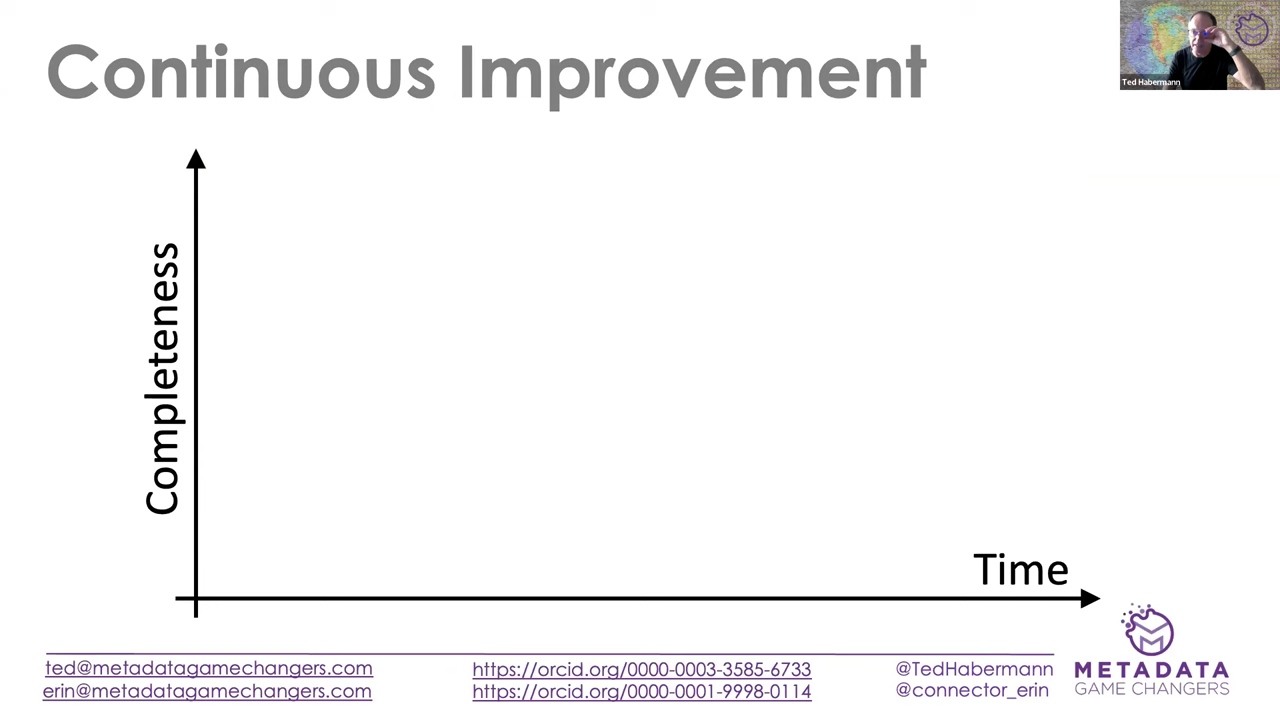 Continuous Improvement
Ted Habermann
Completeness
Time
ted@metadatagamechangers.com
erin@metadatagamechangers.com
https://orcid.org/0000-0003-3585-6733
https://orcid.org/0000-0001-9998-0114
@TedHabermann
@connector_erin
METADATA
GAME CHANGERS